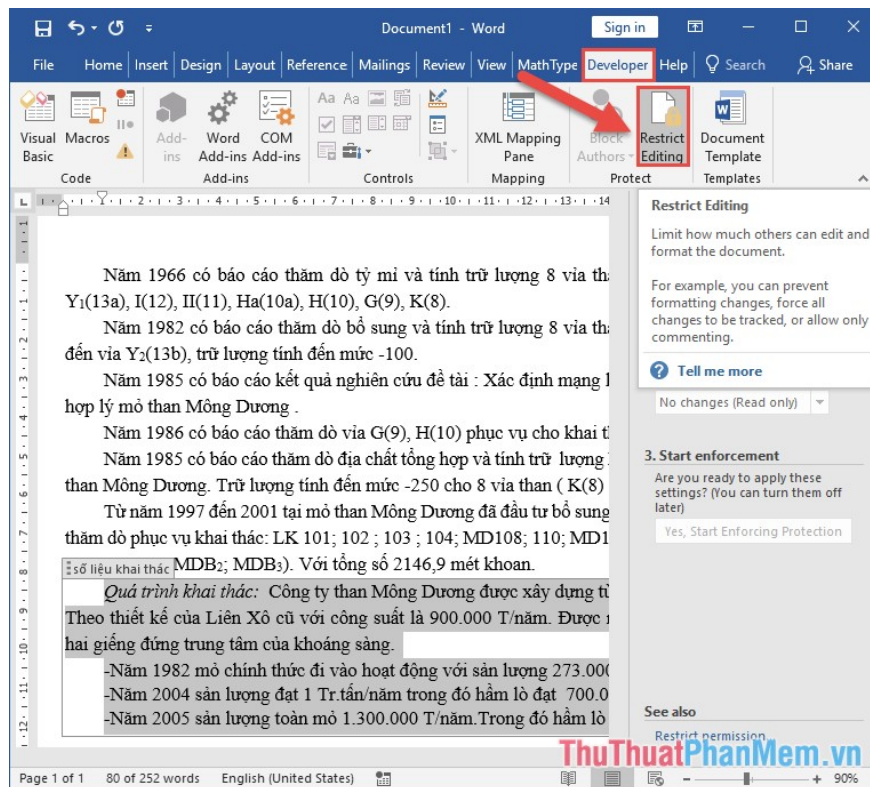 Document1 - Word
Sign in
File Home Insert Design Layout Reference Mailings Review View MathType Developer Help Search Share
Visual Basic
Macros
Add-ins
Word Add-ins
COM Add-ins
Aa Aa
XML Mapping Pane
Block Authors
Restrict Editing
Document Template
Code Add-ins Controls Mapping Protect Templates
L 1 1 2 3 4 5 6 7 8 9 10 11 12 13 14
Restrict Editing
Limit how much others can edit and
format the document.
For example, you can prevent
formatting changes, force all
changes to be tracked, or allow only
commenting.
Tell me more
No changes (Read only)
3. Start enforcement
Are you ready to apply these
settings? (You can turn them off
later)
Yes, Start Enforcing Protection
See also
Restrict permission...
Năm 1966 có báo cáo thăm dò tỷ mỉ và tính trữ lượng 8 vỉa
Y1(13a), I(12), II(11), Ha(10a), H(10), G(9), K(8).
Năm 1982 có báo cáo thăm dò bổ sung và tính trữ lượng 8 vỉa
đến vỉa Y2(13b), trữ lượng tính đến mức -100.
Năm 1985 có báo cáo kết quả nghiên cứu đề tài : Xác định mạng
hợp lý mỏ than Mông Dương .
Năm 1986 có báo cáo thăm dò vỉa G(9), H(10) phục vụ cho khai
Năm 1985 có báo cáo thăm dò địa chất tổng hợp và tính trữ lượng
than Mông Dương. Trữ lượng tính đến mức -250 cho 8 vỉa than ( K(8)
Từ năm 1997 đến 2001 tại mỏ than Mông Dương đã đầu tư bổ sung
thăm dò phục vụ khai thác: LK 101; 102 ; 103 ; 104; MD108; 110; MD1
số liệu khai thác MDB2; MDB3). Với tổng số 2146,9 mét khoan.
Quá trình khai thác: Công ty than Mông Dương được xây dựng từ
Theo thiết kế của Liên Xô cũ với công suất là 900.000 T/năm. Được
hai giếng đứng trung tâm của khoáng sàng.
-Năm 1982 mỏ chính thức đi vào hoạt động với sản lượng 273.000
-Năm 2004 sản lượng đạt 1 Tr.tấn/năm trong đó hầm lò đạt 700.0
-Năm 2005 sản lượng toàn mỏ 1.300.000 T/năm.Trong đó hầm lò
ThuThuatPhanMem.vn
Page 1 of 1 80 of 252 words English (United States) 90%